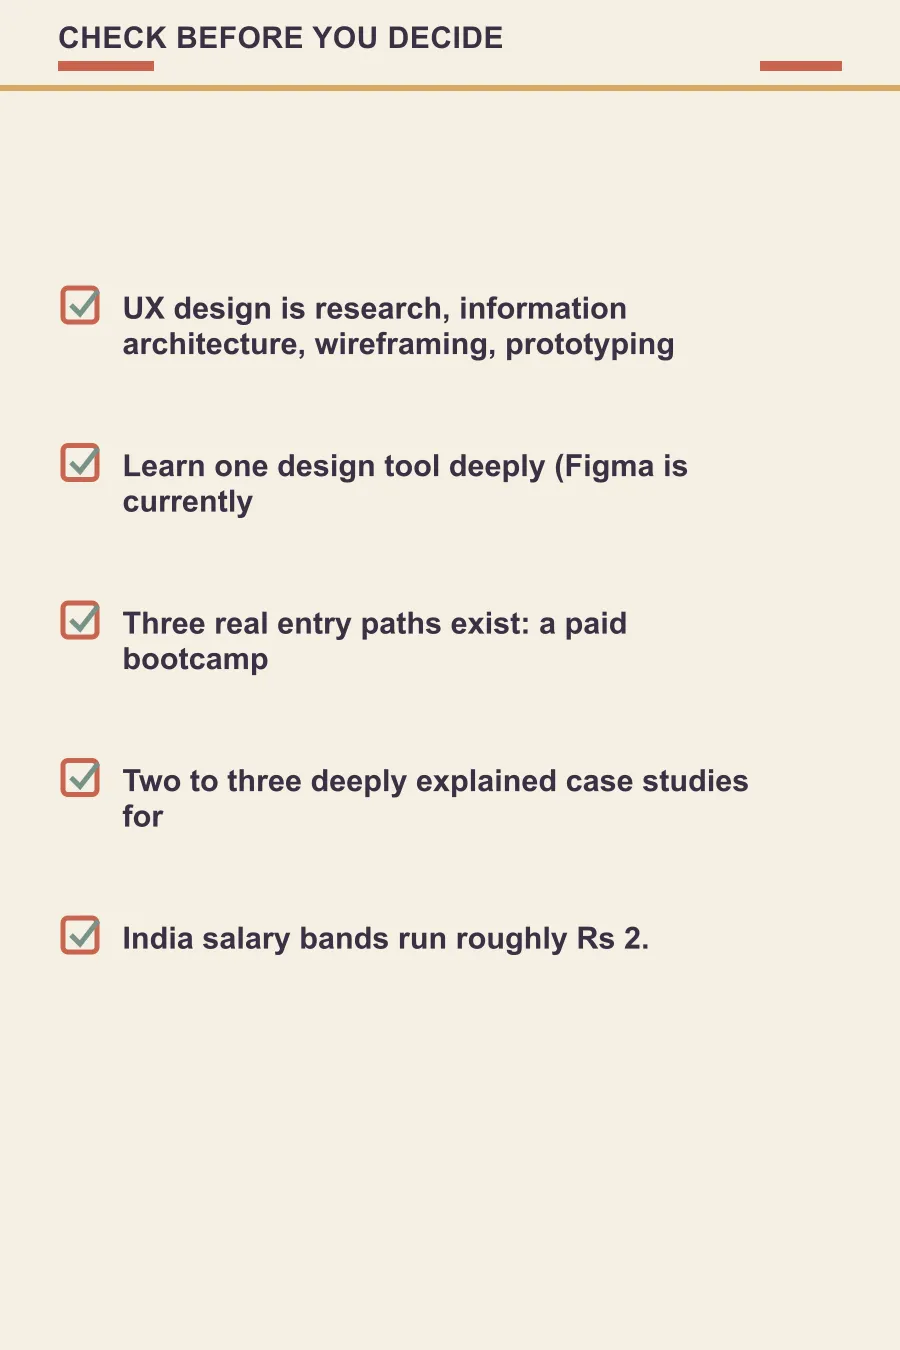 CHECK BEFORE YOU DECIDE
UX design is research, information
architecture, wireframing, prototyping
Learn one design tool deeply (Figma is
currently
Three real entry paths exist: a paid
bootcamp
Two to three deeply explained case studies
for
India salary bands run roughly Rs 2.